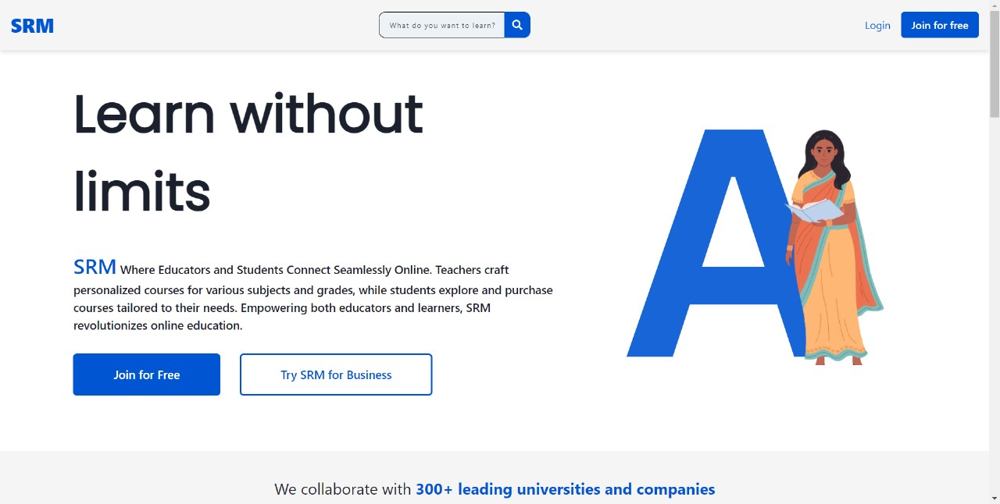 SRM
What do you want to learn?
Login
Join for free
Learn without
limits
A
SRM Where Educators and Students Connect Seamlessly Online. Teachers craft
personalized courses for various subjects and grades, while students explore and purchase
courses tailored to their needs. Empowering both educators and learners, SRM
revolutionizes online education.
Join for Free
Try SRM for Business
We collaborate with 300+ leading universities and companies